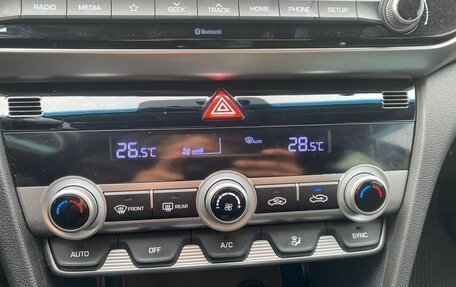 RADIO MEDIA < SEEK > < TRACK > HOME PHONE SETUP
Bluetooth
26.5°C AUTO 28.5°C
FRONT REAR
AUTO OFF A/C SYNC